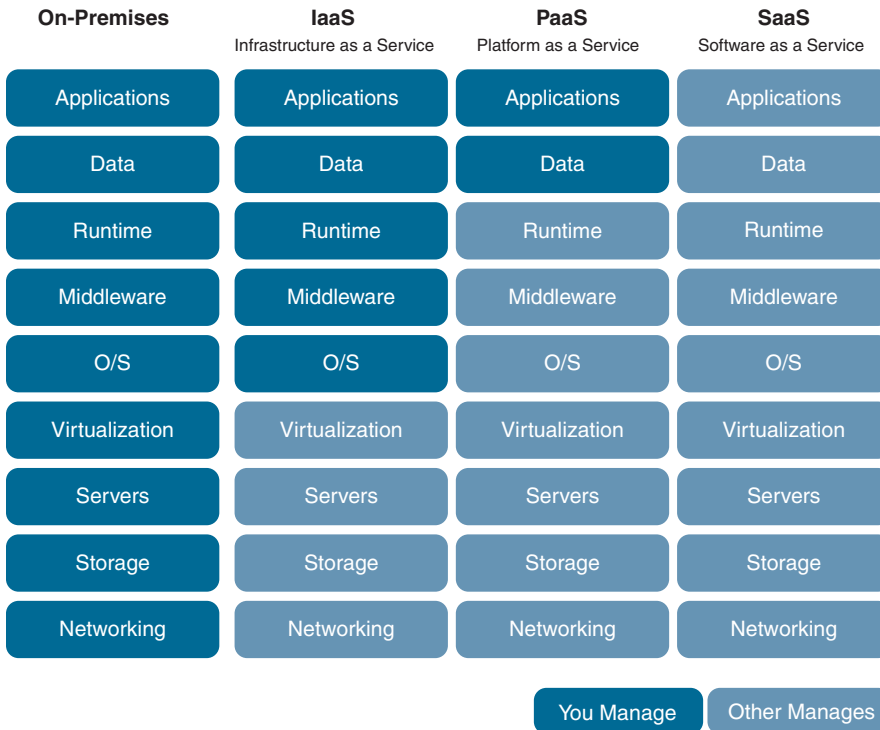 On-Premises IaaS PaaS SaaS
Infrastructure as a Service Platform as a Service Software as a Service
Applications Applications Applications Applications
Data Data Data Data
Runtime Runtime Runtime Runtime
Middleware Middleware Middleware Middleware
O/S O/S O/S O/S
Virtualization Virtualization Virtualization Virtualization
Servers Servers Servers Servers
Storage Storage Storage Storage
Networking Networking Networking Networking
You Manage Other Manages